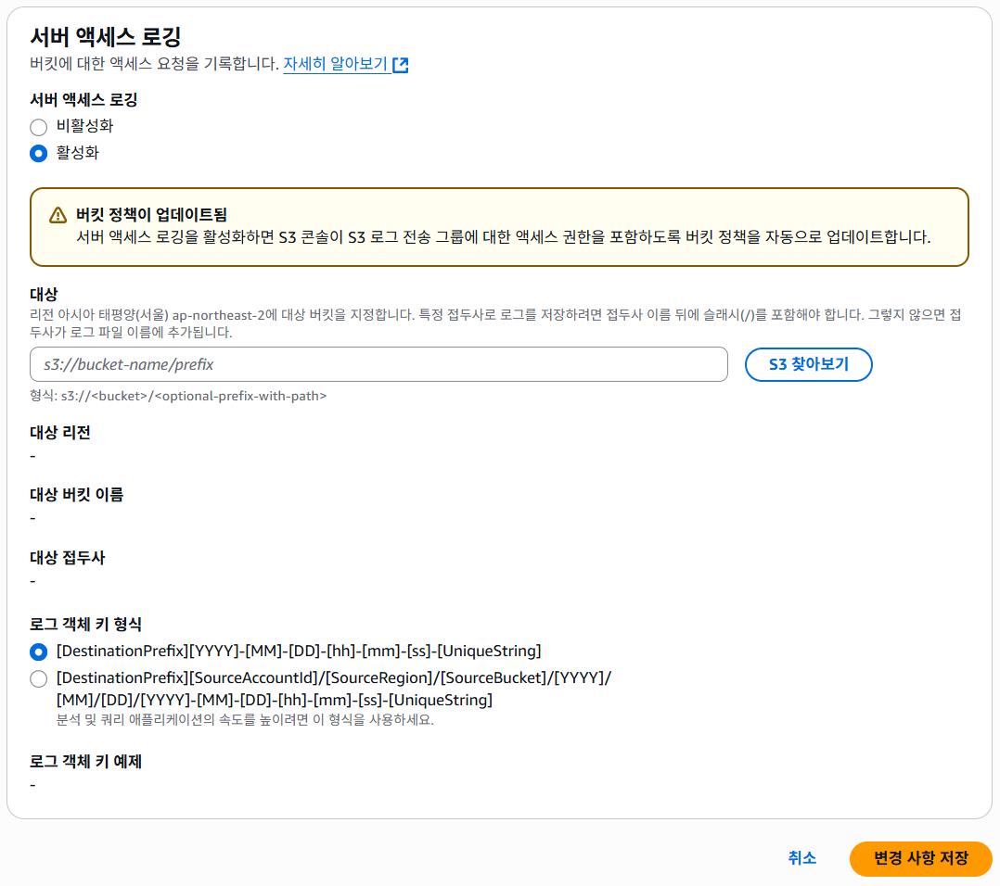 서버 액세스 로깅
버킷에 대한 액세스 요청을 기록합니다. 자세히 알아보기
서버 액세스 로깅
비활성화
활성화
버킷 정책이 업데이트됨
서버 액세스 로깅을 활성화하면 S3 콘솔이 S3 로그 전송 그룹에 대한 액세스 권한을 포함하도록 버킷 정책을 자동으로 업데이트합니다.
대상
리전 아시아 태평양(서울) ap-northeast-2에 대상 버킷을 지정합니다. 특정 접두사로 로그를 저장하려면 접두사 이름 뒤에 슬래시(/)를 포함해야 합니다. 그렇지 않으면 접
두사가 로그 파일 이름에 추가됩니다.
s3://bucket-name/prefix
S3 찾아보기
형식: s3://<bucket>/<optional-prefix-with-path>
대상 리전
-
대상 버킷 이름
-
대상 접두사
-
로그 객체 키 형식
[DestinationPrefix][YYYY]-[MM]-[DD]-[hh]-[mm]-[ss]-[UniqueString]
[DestinationPrefix][SourceAccountId]/[SourceRegion]/[SourceBucket]/[YYYY]/
[MM]/[DD]/[YYYY]-[MM]-[DD]-[hh]-[mm]-[ss]-[UniqueString]
분석 및 쿼리 애플리케이션의 속도를 높이려면 이 형식을 사용하세요.
로그 객체 키 예제
-
취소
변경 사항 저장